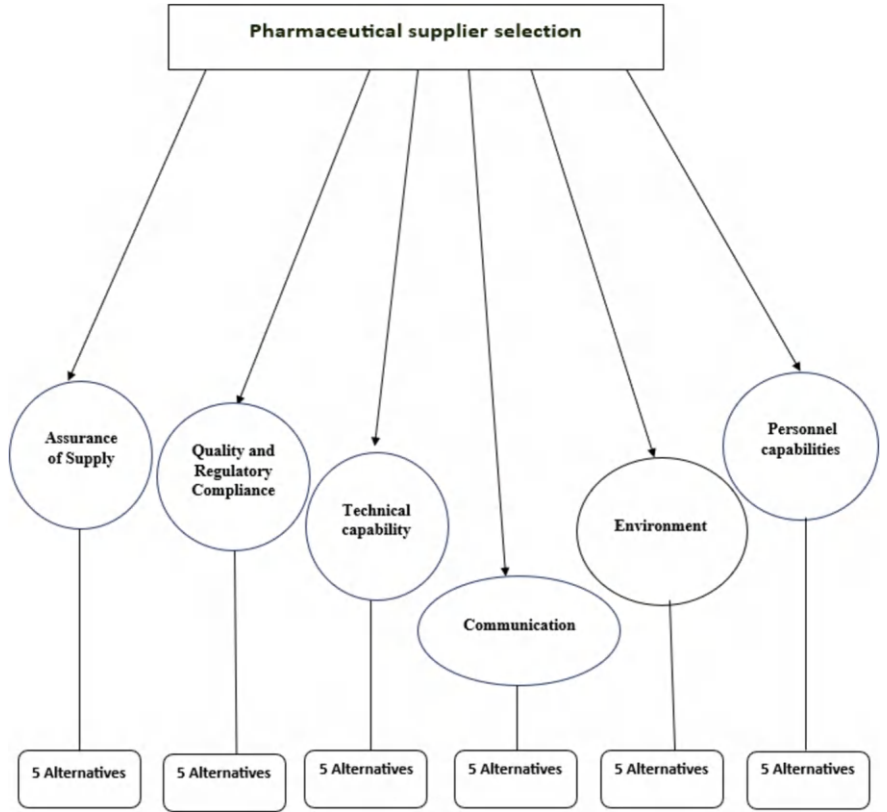 Pharmaceutical supplier selection
Assurance
of Supply
Quality and
Regulatory
Compliance
Technical
capability
Communication
Environment
Personnel
capabilities
5 Alternatives
5 Alternatives
5 Alternatives
5 Alternatives
5 Alternatives
5 Alternatives